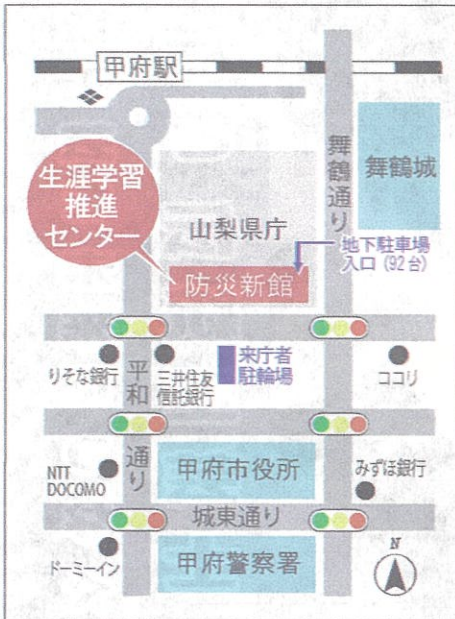 甲府駅
生涯学習
推進
センター
山梨県庁
防災新館
舞鶴通り
舞鶴城
地下駐車場
入口（92台）
りそな銀行
平和通り
三井住友
信託銀行
来庁者
駐輪場
ココリ
NTT
DOCOMO
甲府市役所
みずほ銀行
城東通り
ドーミーイン
甲府警察署
N